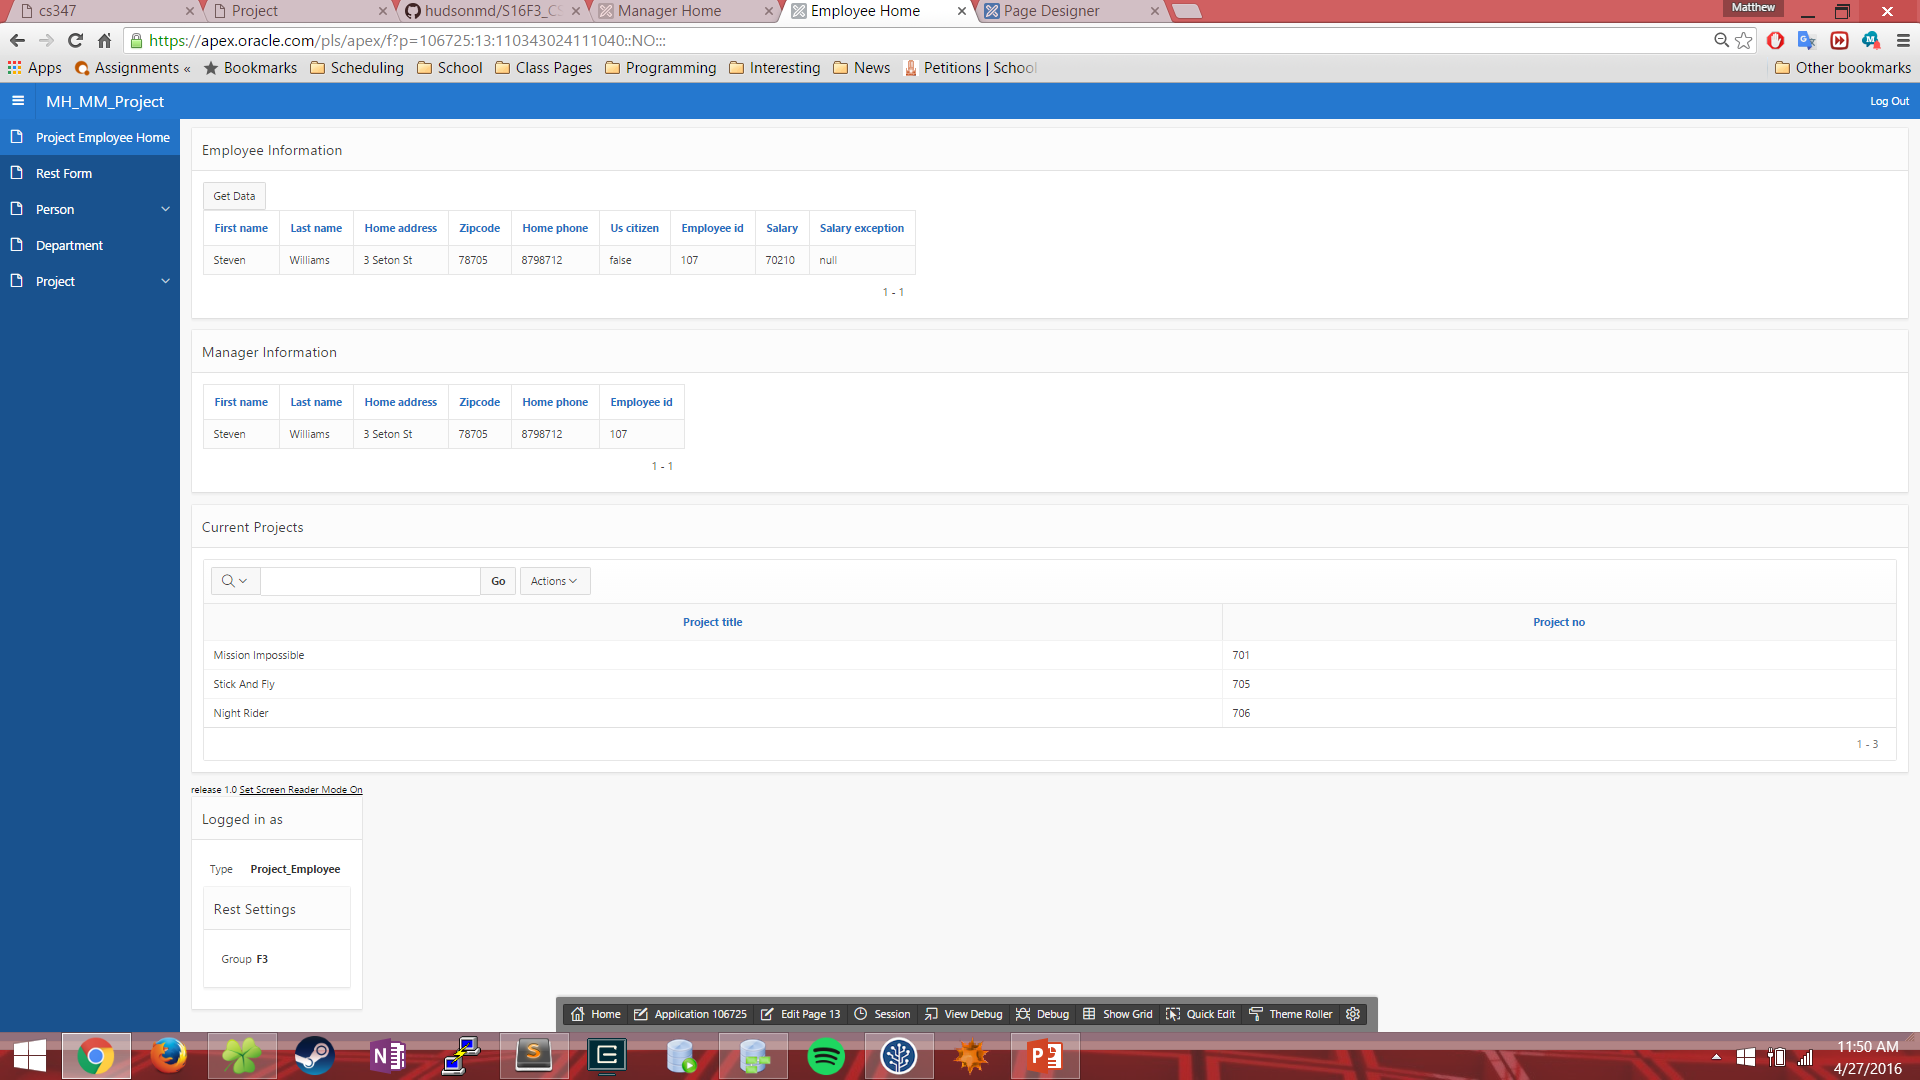 cs347 Project hudsonmd/S16F3_CS Manager Home Employee Home Page Designer Matthew
https://apex.oracle.com/pls/apex/f?p=106725:13:110343024111040::NO:::
Apps Assignments « Bookmarks Scheduling School Class Pages Programming Interesting News Petitions | School Other bookmarks
MH_MM_Project Log Out
Project Employee Home
Rest Form
Person
Department
Project
Employee Information
Get Data
First name Last name Home address Zipcode Home phone Us citizen Employee id Salary Salary exception
Steven Williams 3 Seton St 78705 8798712 false 107 70210 null
1 - 1
Manager Information
First name Last name Home address Zipcode Home phone Employee id
Steven Williams 3 Seton St 78705 8798712 107
1 - 1
Current Projects
Go Actions
Project title Project no
Mission Impossible 701
Stick And Fly 705
Night Rider 706
1 - 3
release 1.0 Set Screen Reader Mode On
Logged in as
Type Project_Employee
Rest Settings
Group F3
Home Application 106725 Edit Page 13 Session View Debug Debug Show Grid Quick Edit Theme Roller
11:50 AM
4/27/2016